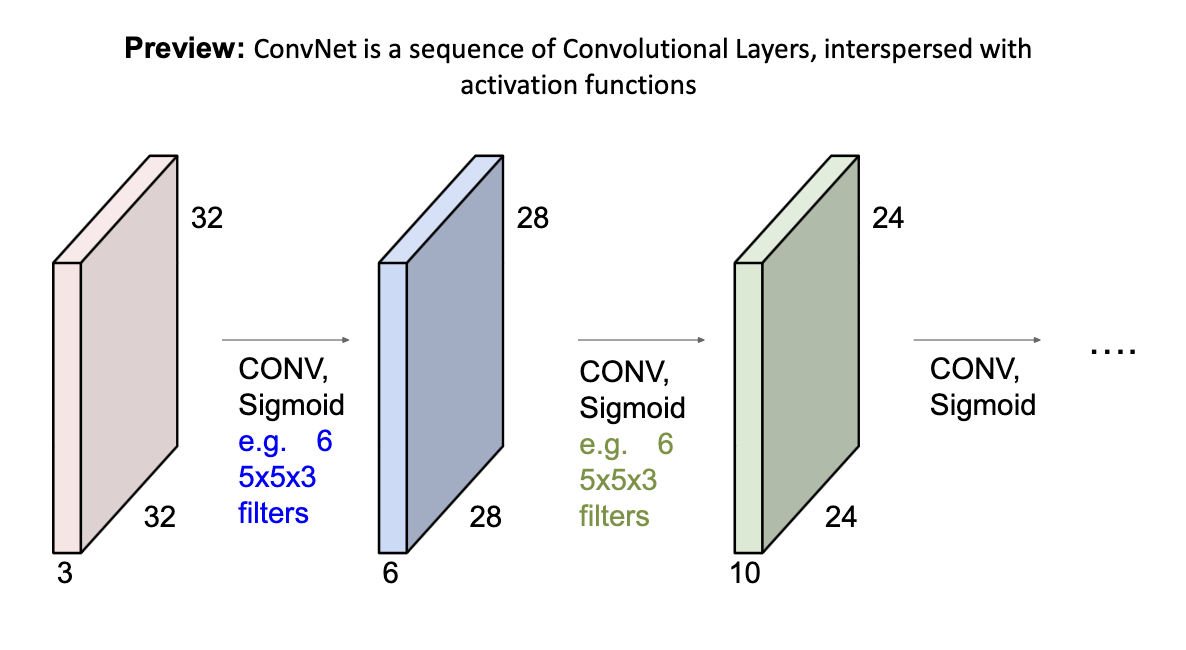 Preview: ConvNet is a sequence of Convolutional Layers, interspersed with
activation functions
32
32
3
CONV,
Sigmoid
e.g. 6
5x5x3
filters
28
28
6
CONV,
Sigmoid
e.g. 6
5x5x3
filters
24
24
10
CONV,
Sigmoid
....